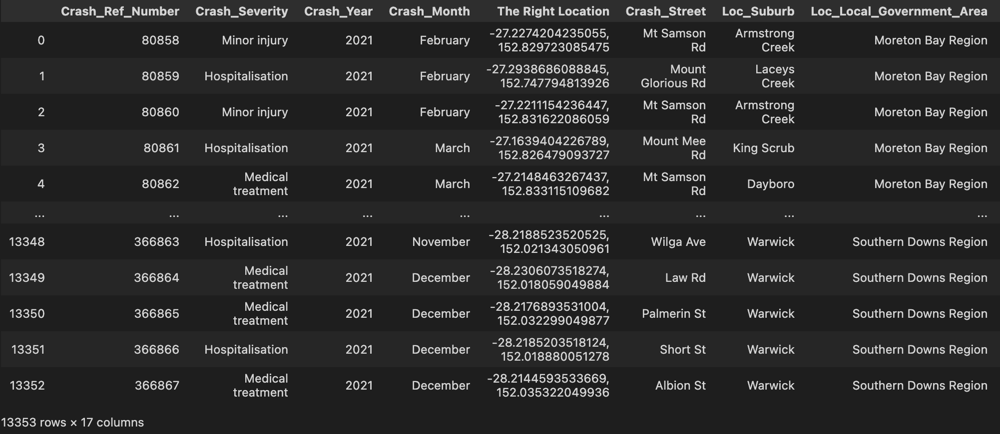 Crash_Ref_Number Crash_Severity Crash_Year Crash_Month The Right Location Crash_Street Loc_Suburb Loc_Local_Government_Area
0 80858 Minor injury 2021 February -27.2274204235055, 152.829723085475 Mt Samson Rd Armstrong Creek Moreton Bay Region
1 80859 Hospitalisation 2021 February -27.2938686088845, 152.747794813926 Mount Glorious Rd Laceys Creek Moreton Bay Region
2 80860 Minor injury 2021 February -27.2211154236447, 152.831622086059 Mt Samson Rd Armstrong Creek Moreton Bay Region
3 80861 Hospitalisation 2021 March -27.1639404226789, 152.826479093727 Mount Mee Rd King Scrub Moreton Bay Region
4 80862 Medical treatment 2021 March -27.2148463267437, 152.833115109682 Mt Samson Rd Dayboro Moreton Bay Region
... ... ... ... ... ... ... ... ...
13348 366863 Hospitalisation 2021 November -28.2188523520525, 152.021343050961 Wilga Ave Warwick Southern Downs Region
13349 366864 Medical treatment 2021 December -28.2306073518274, 152.018059049884 Law Rd Warwick Southern Downs Region
13350 366865 Medical treatment 2021 December -28.2176893531004, 152.032299049877 Palmerin St Warwick Southern Downs Region
13351 366866 Hospitalisation 2021 December -28.2185203518124, 152.018880051278 Short St Warwick Southern Downs Region
13352 366867 Medical treatment 2021 December -28.2144593533669, 152.035322049936 Albion St Warwick Southern Downs Region
13353 rows × 17 columns